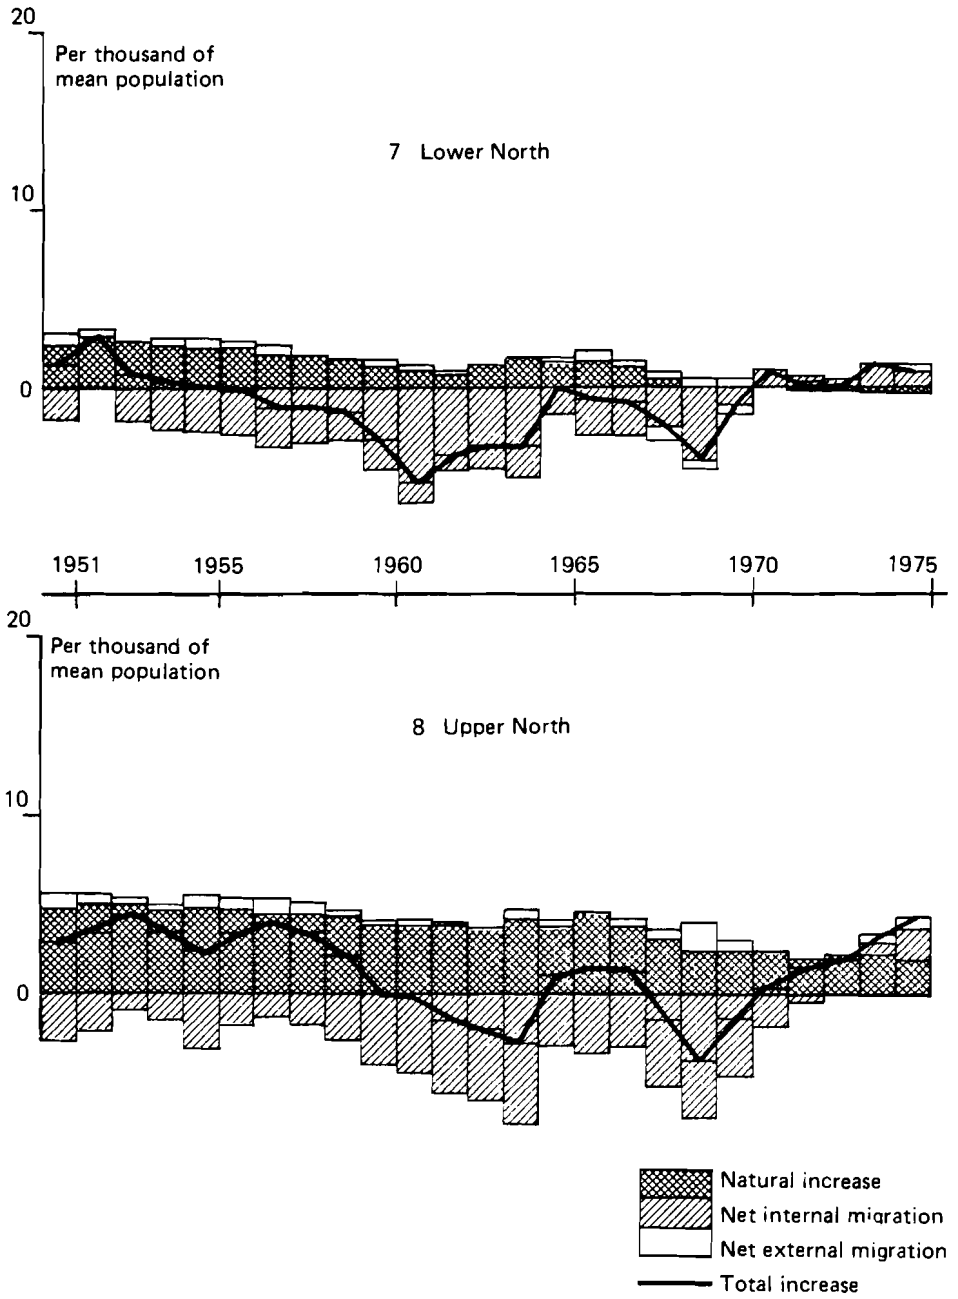 20
Per thousand of
mean population
7 Lower North
10
0
1951 1955 1960 1965 1970 1975
20
Per thousand of
mean population
8 Upper North
10
0
Natural increase
Net internal migration
Net external migration
Total increase